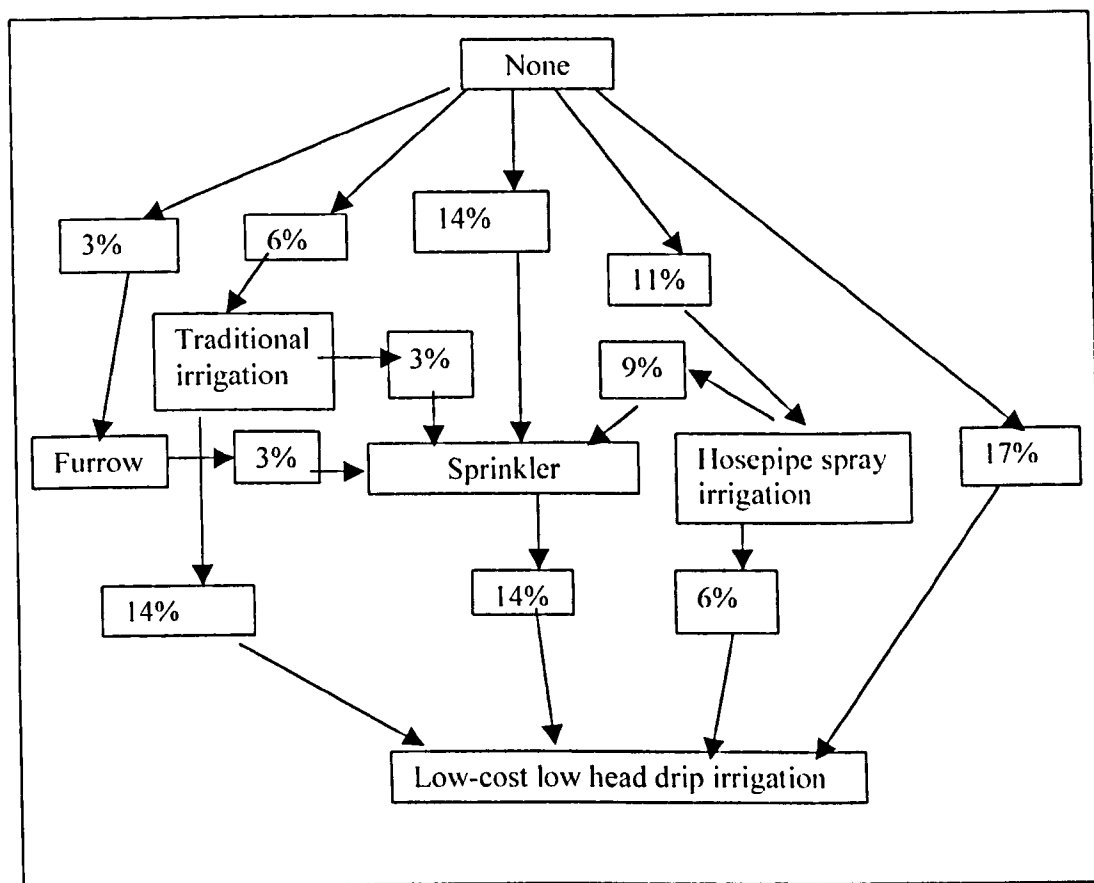 None
3%
6%
14%
11%
Traditional
irrigation
3%
9%
Furrow
3%
Sprinkler
Hosepipe spray
irrigation
17%
14%
14%
6%
Low-cost low head drip irrigation